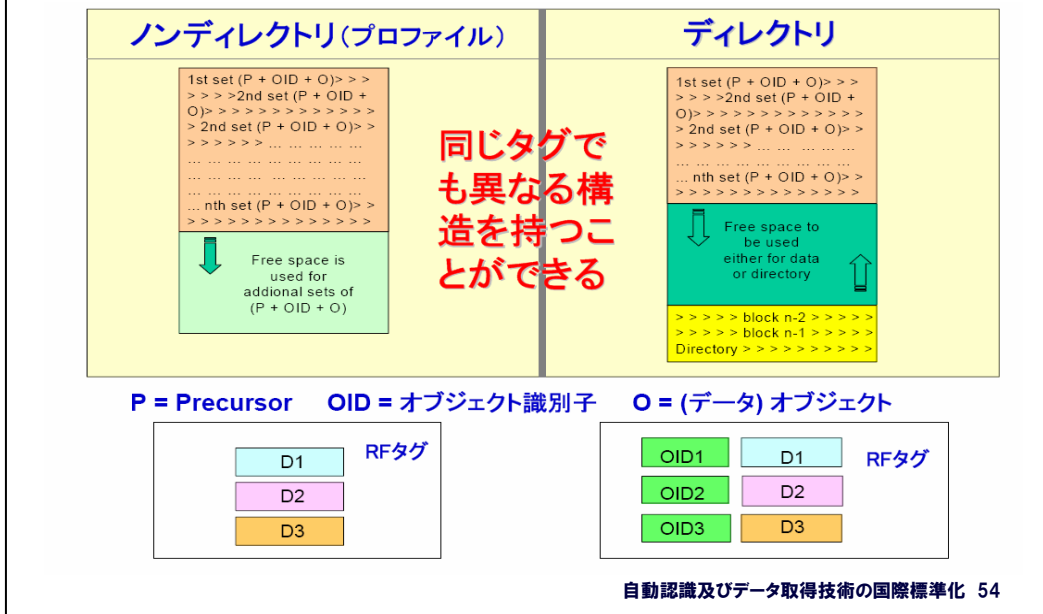 ノンディレクトリ(プロファイル)
1st set (P + OID + O)> > >
> > > >2nd set (P + OID +
O)> > > > > > > > > > > > >
> 2nd set (P + OID + O)> >
> > > > > > ... ... ... ... ...
... ... ... ... ... ... ... ...
... ... ... ... ... ... ... ...
... ... ... ... ... ... ... ...
... nth set (P + OID + O)> >
> > > > > > > > > > > > > >
Free space is
used for
addional sets of
(P + OID + O)
同じタグで
も異なる構
造を持つこ
とができる
ディレクトリ
1st set (P + OID + O)> > >
> > > >2nd set (P + OID +
O)> > > > > > > > > > > > >
> 2nd set (P + OID + O)> >
> > > > > > ... ... ... ... ...
... ... ... ... ... ... ... ...
... nth set (P + OID + O)> >
> > > > > > > > > > > > > >
Free space to
be used
either for data
or directory
> > > > > block n-2 > > > > >
> > > > > block n-1 > > > > >
Directory > > > > > > > > > >
P = Precursor OID = オブジェクト識別子 O = (データ) オブジェクト
RFタグ
D1
D2
D3
OID1 D1 RFタグ
OID2 D2
OID3 D3
自動認識及びデータ取得技術の国際標準化 54